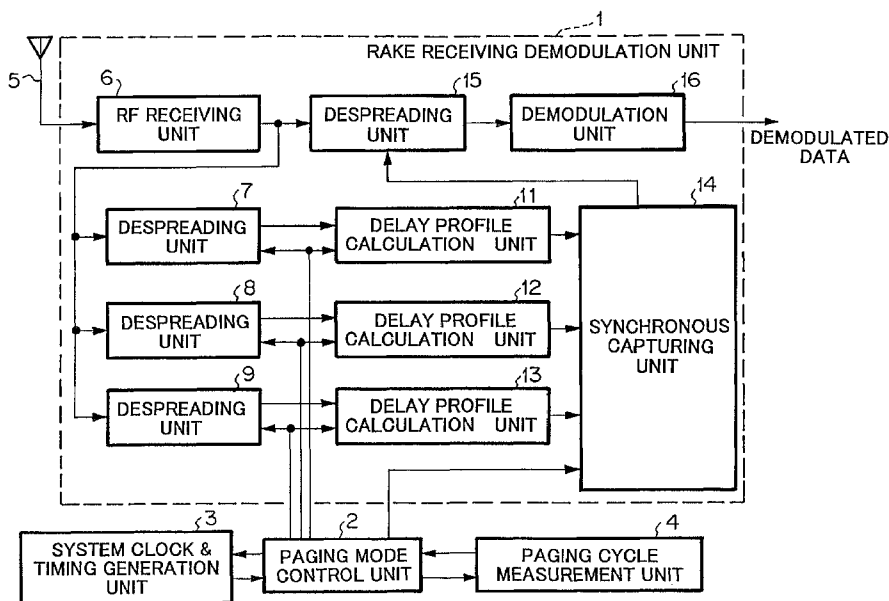 1
RAKE RECEIVING DEMODULATION UNIT
5
6
RF RECEIVING
UNIT
15
DESPREADING
UNIT
16
DEMODULATION
UNIT
DEMODULATED
DATA
7
DESPREADING
UNIT
11
DELAY PROFILE
CALCULATION UNIT
14
SYNCHRONOUS
CAPTURING
UNIT
8
DESPREADING
UNIT
12
DELAY PROFILE
CALCULATION UNIT
9
DESPREADING
UNIT
13
DELAY PROFILE
CALCULATION UNIT
3
SYSTEM CLOCK &
TIMING GENERATION
UNIT
2
PAGING MODE
CONTROL UNIT
4
PAGING CYCLE
MEASUREMENT UNIT